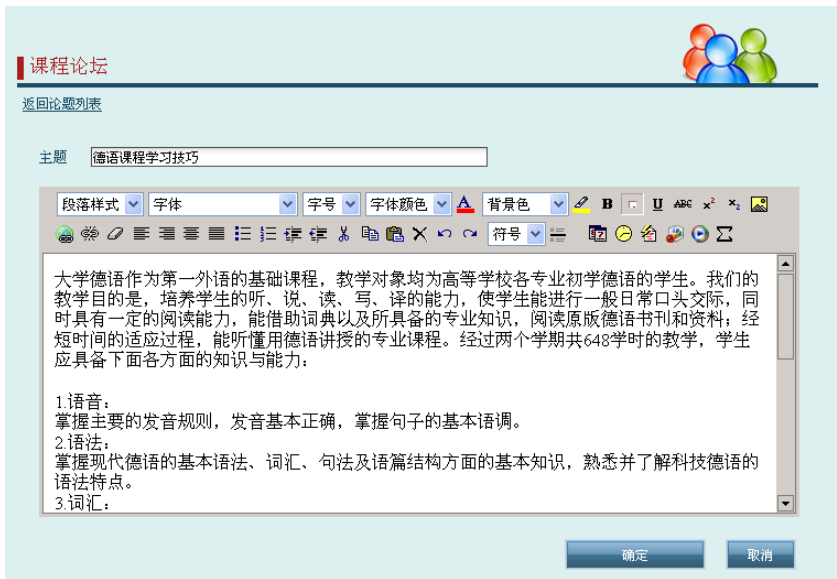 课程论坛
返回论题列表
主题 德语课程学习技巧
段落样式 字体 字号 字体颜色 A 背景色 B U ABC x² x₂
符号 Σ
大学德语作为第一外语的基础课程，教学对象均为高等学校各专业初学德语的学生。我们的
教学目的是，培养学生的听、说、读、写、译的能力，使学生能进行一般日常口头交际，同
时具有一定的阅读能力，能借助词典以及所具备的专业知识，阅读原版德语书刊和资料；经
短时间的适应过程，能听懂用德语讲授的专业课程。经过两个学期共648学时的教学，学生
应具备下面各方面的知识与能力：
1.语音：
掌握主要的发音规则，发音基本正确，掌握句子的基本语调。
2.语法：
掌握现代德语的基本语法、词汇、句法及语篇结构方面的基本知识，熟悉并了解科技德语的
语法特点。
3.词汇：
确定 取消